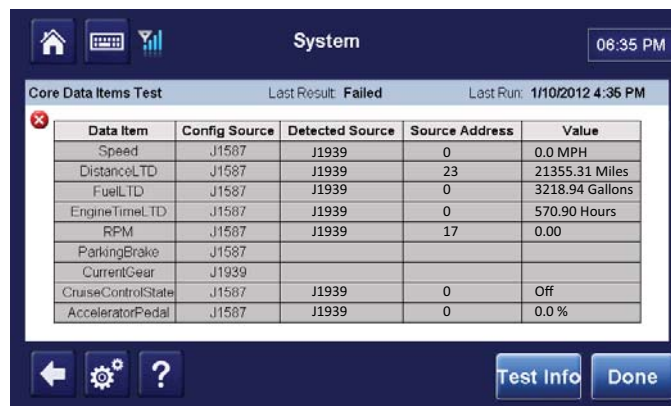 System
06:35 PM
Core Data Items Test Last Result: Failed Last Run: 1/10/2012 4:35 PM
Data Item Config Source Detected Source Source Address Value
Speed J1587 J1939 0 0.0 MPH
DistanceLTD J1587 J1939 23 21355.31 Miles
FuelLTD J1587 J1939 0 3218.94 Gallons
EngineTimeLTD J1587 J1939 0 570.90 Hours
RPM J1587 J1939 17 0.00
ParkingBrake J1587
CurrentGear J1939
CruiseControlState J1587 J1939 0 Off
AcceleratorPedal J1587 J1939 0 0.0 %
?
Test Info Done